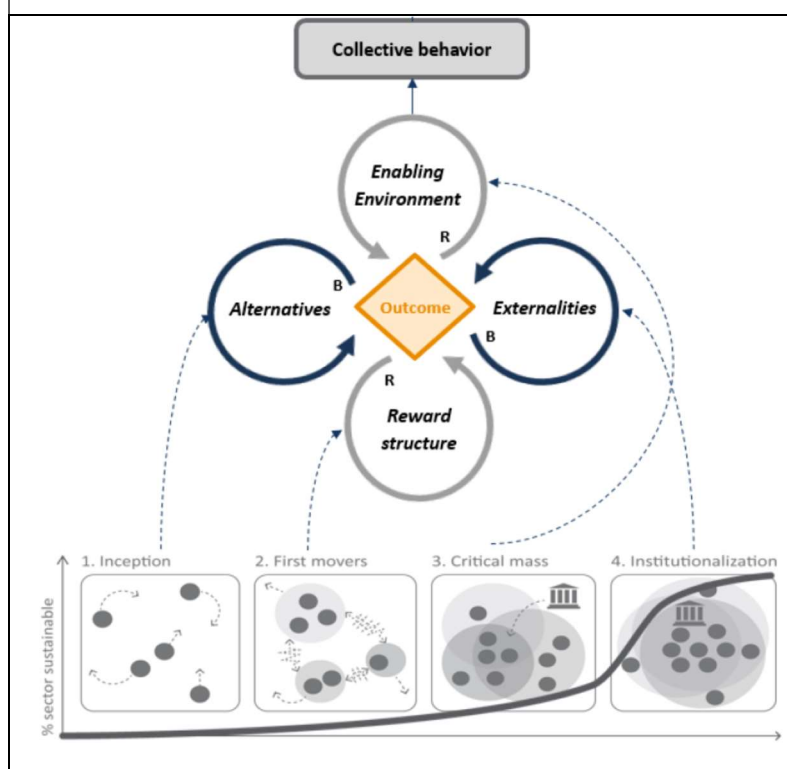 Collective behavior
Enabling
Environment
R
B
Alternatives
Outcome
Externalities
B
R
Reward
structure
1. Inception
2. First movers
3. Critical mass
4. Institutionalization
% sector sustainable